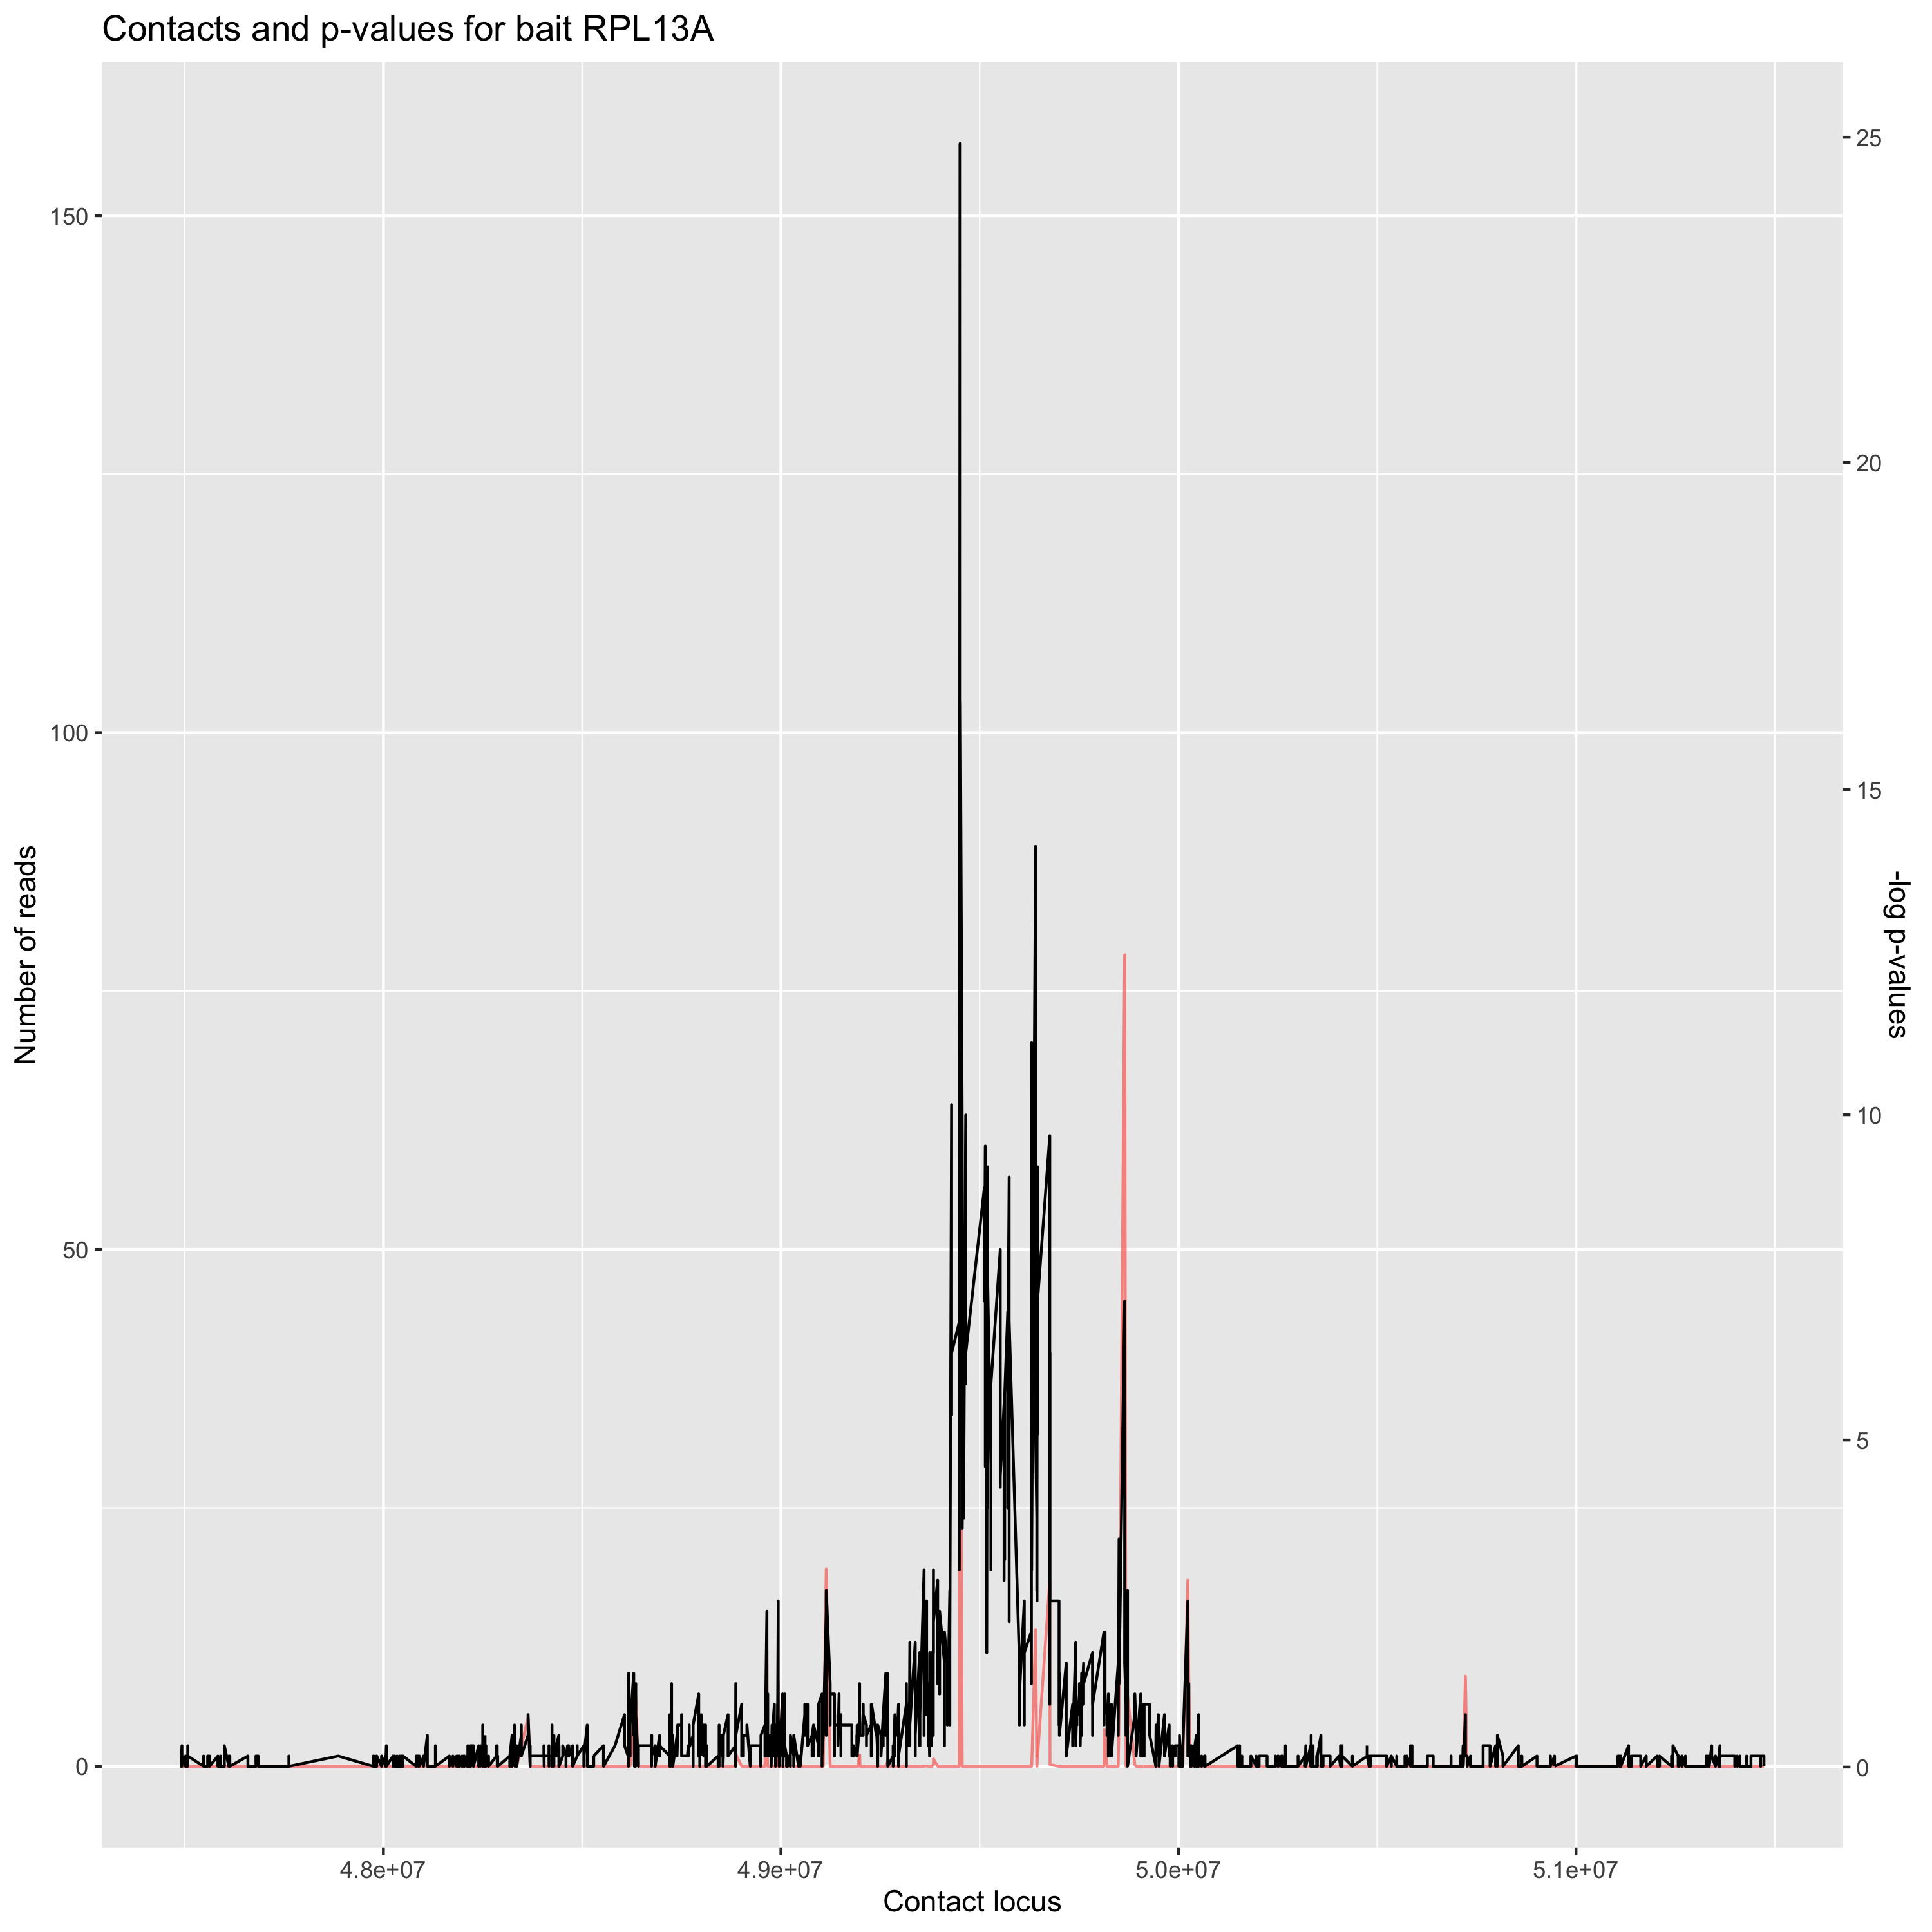 Contacts and p-values for bait RPL13A
25
150
20
15
100
Number of reads
-log p-values
10
50
5
0
0
4.8e+07
4.9e+07
5.0e+07
5.1e+07
Contact locus